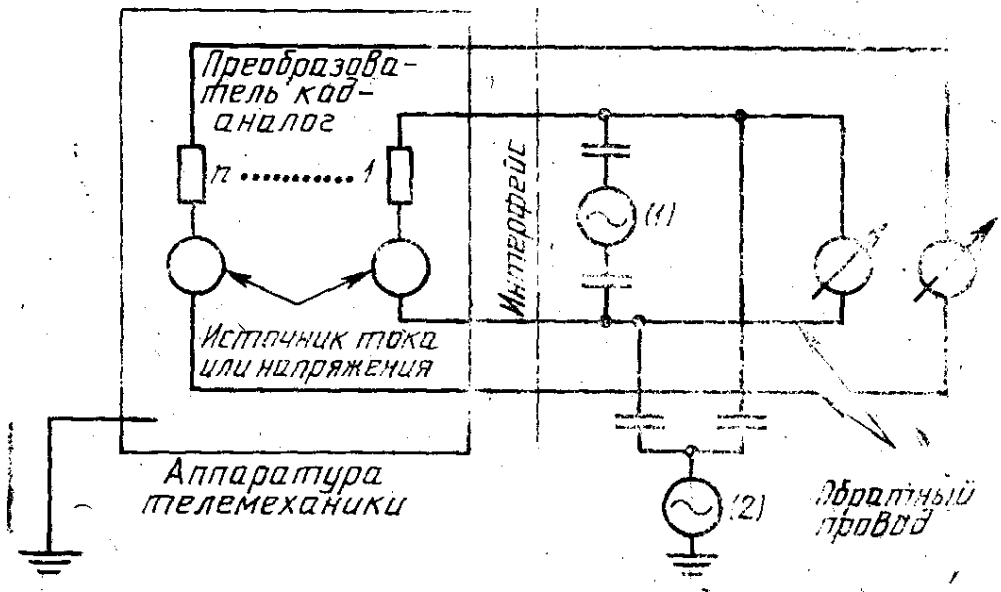 Преобразова-
тель код-
аналог
n ............ 1
Интерфейс
(1)
Источник тока
или напряжения
Аппаратура
телемеханики
(2)
Обратный
провод